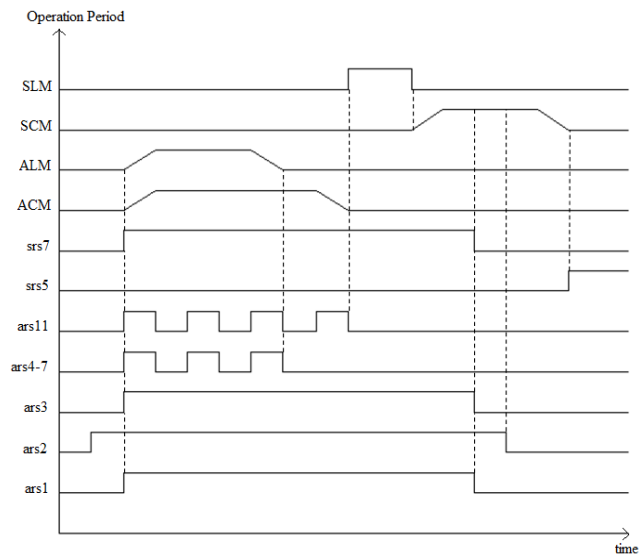 Operation Period
SLM
SCM
ALM
ACM
srs7
srs5
ars11
ars4-7
ars3
ars2
ars1
time